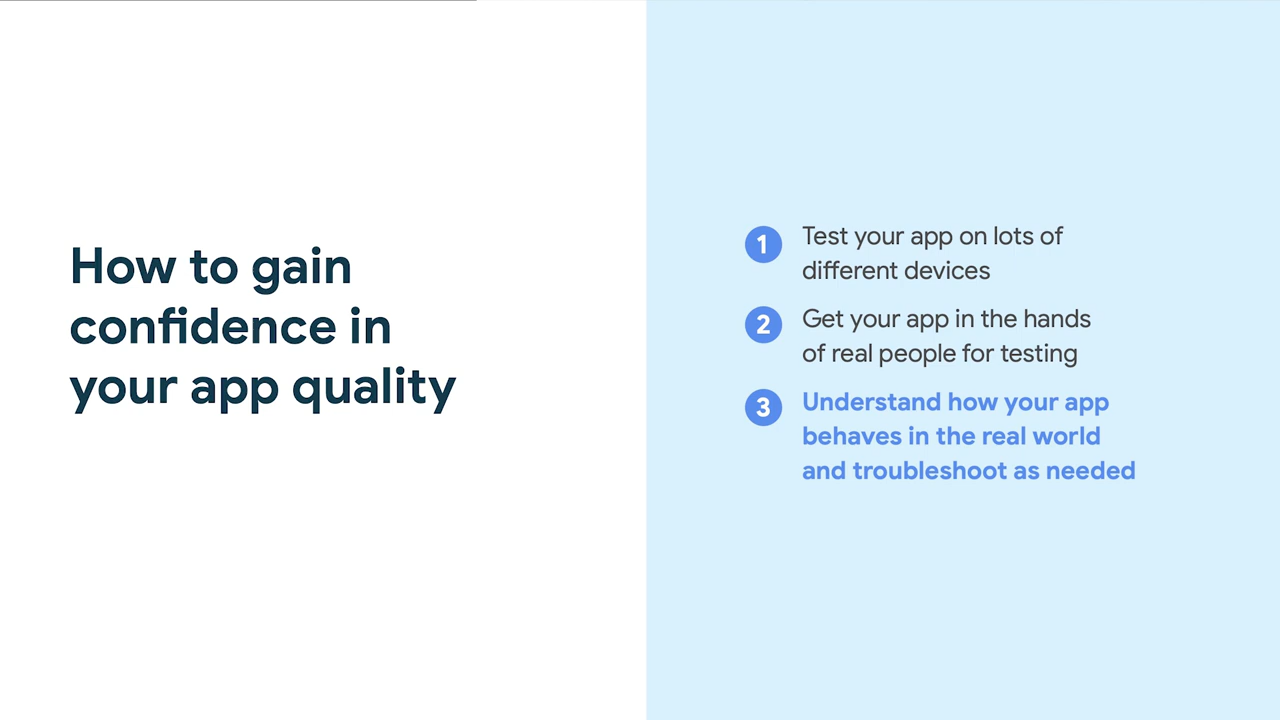 How to gain
confidence in
your app quality
1 Test your app on lots of
different devices
2 Get your app in the hands
of real people for testing
3 Understand how your app
behaves in the real world
and troubleshoot as needed